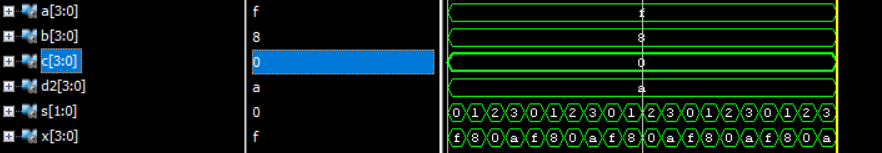 a[3:0] f f
b[3:0] 8 8
c[3:0] 0 0
d2[3:0] a a
s[1:0] 0 0 1 2 3 0 1 2 3 0 1 2 3 0 1 2 3 0 1 2 3
x[3:0] f f 8 0 a f 8 0 a f 8 0 a f 8 0 a f 8 0 a